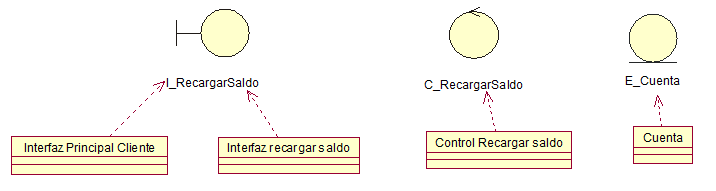 I_RecargarSaldo
C_RecargarSaldo
E_Cuenta
Interfaz Principal Cliente
Interfaz recargar saldo
Control Recargar saldo
Cuenta